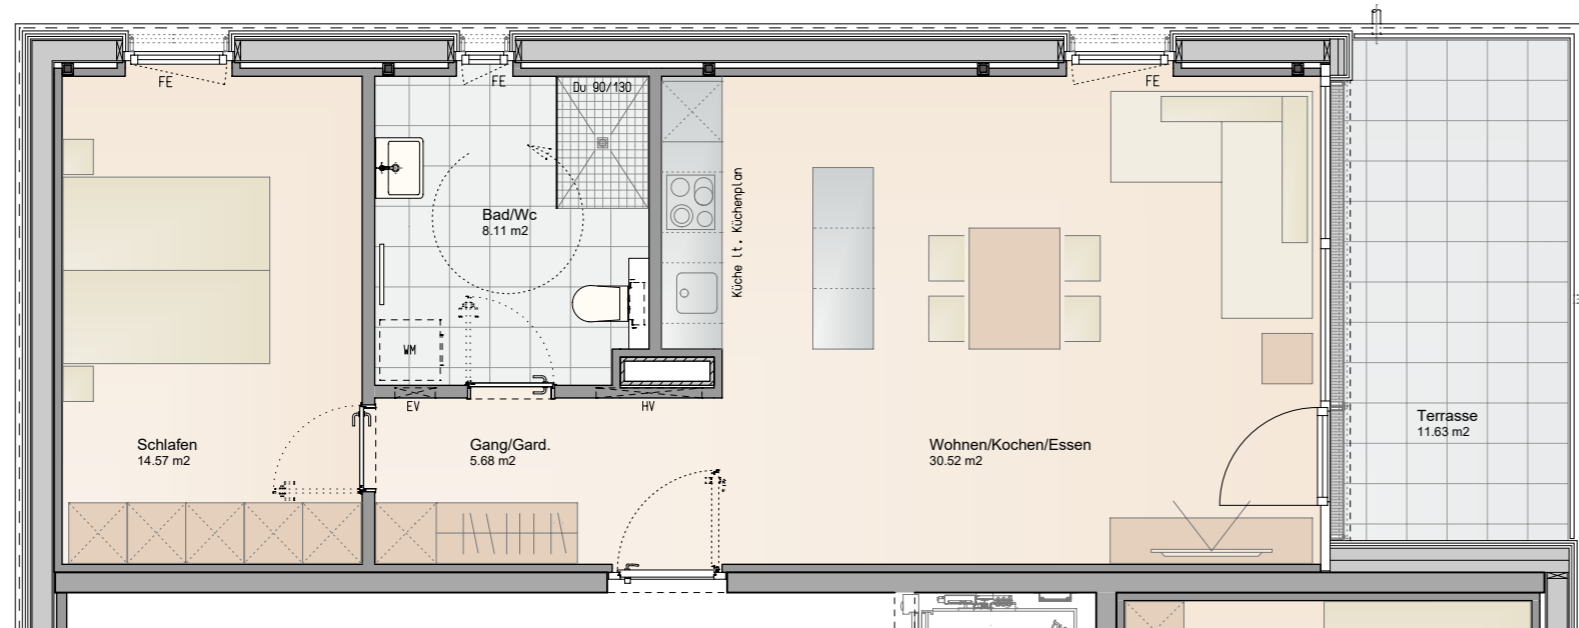 FE
FE
FE
Du 90/130
Küche lt. Küchenplan
Bad/Wc
8.11 m2
WM
EV
HV
Schlafen
14.57 m2
Gang/Gard.
5.68 m2
Wohnen/Kochen/Essen
30.52 m2
Terrasse
11.63 m2